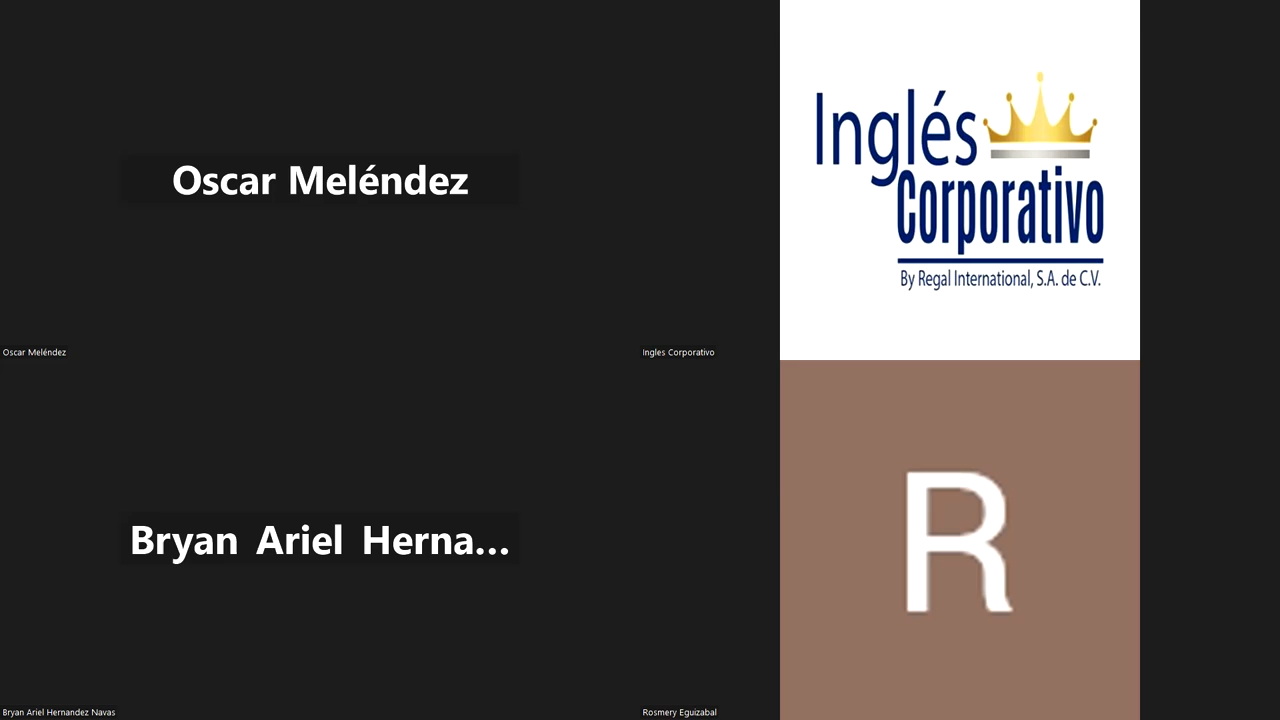 Oscar Meléndez
Oscar Meléndez
Inglés
Corporativo
By Regal International, S.A. de C.V.
Ingles Corporativo
Bryan Ariel Herna...
Bryan Ariel Hernandez Navas
R
Rosmery Eguizabal